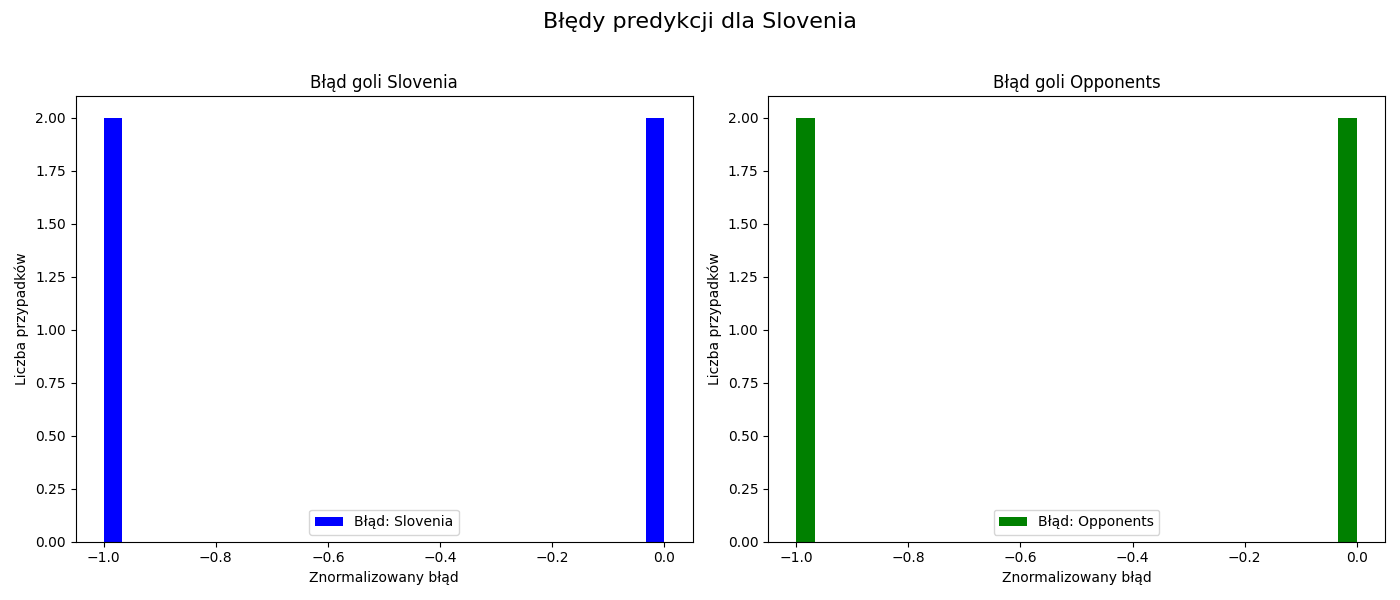 Błędy predykcji dla Slovenia
Błąd goli Slovenia
2.00
1.75
1.50
1.25
1.00
0.75
0.50
0.25
0.00
Liczba przypadków
−1.0 −0.8 −0.6 −0.4 −0.2 0.0
Znormalizowany błąd
Błąd: Slovenia
Błąd goli Opponents
2.00
1.75
1.50
1.25
1.00
0.75
0.50
0.25
0.00
Liczba przypadków
−1.0 −0.8 −0.6 −0.4 −0.2 0.0
Znormalizowany błąd
Błąd: Opponents